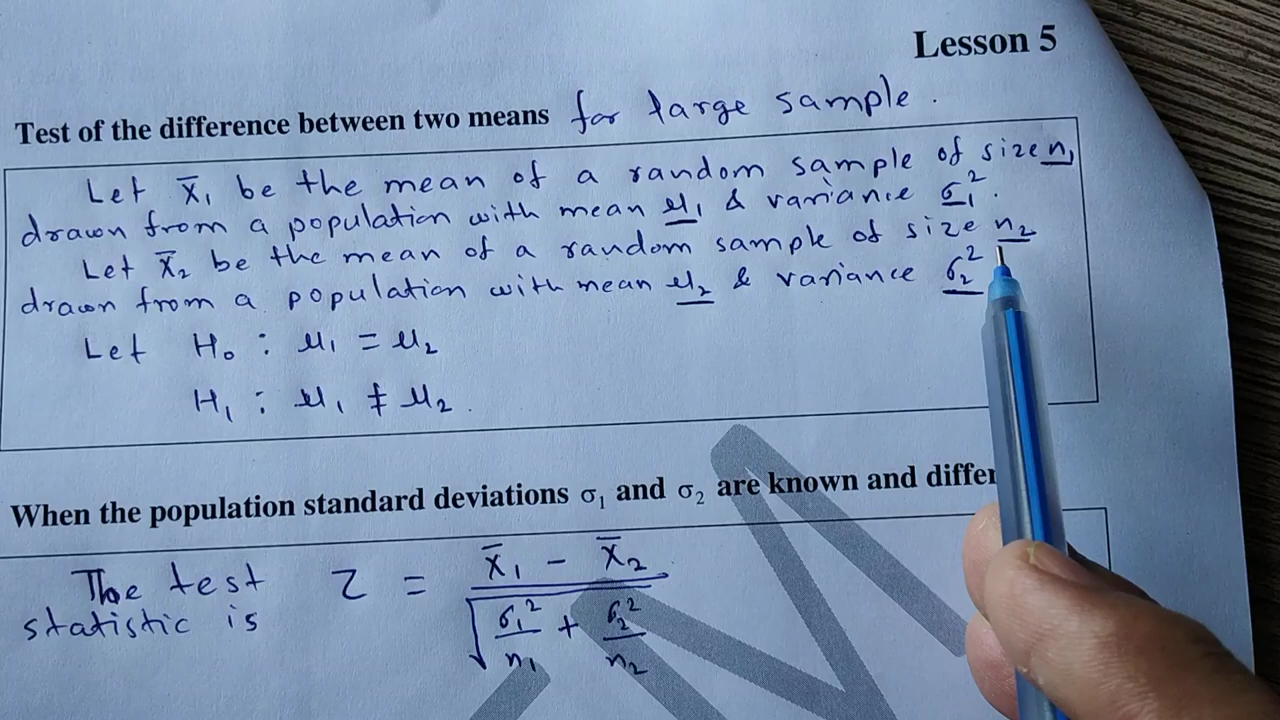 Lesson 5
Test of the difference between two means for large sample.
Let x̄₁ be the mean of a random sample of size n₁
drawn from a population with mean μ₁ & variance σ₁².
Let x̄₂ be the mean of a random sample of size n₂
drawn from a population with mean μ₂ & variance σ₂²
Let H₀ : μ₁ = μ₂
H₁ : μ₁ ≠ μ₂.
When the population standard deviations σ₁ and σ₂ are known and differ
The test statistic is Z = (x̄₁ - x̄₂) / √(σ₁²/n₁ + σ₂²/n₂)